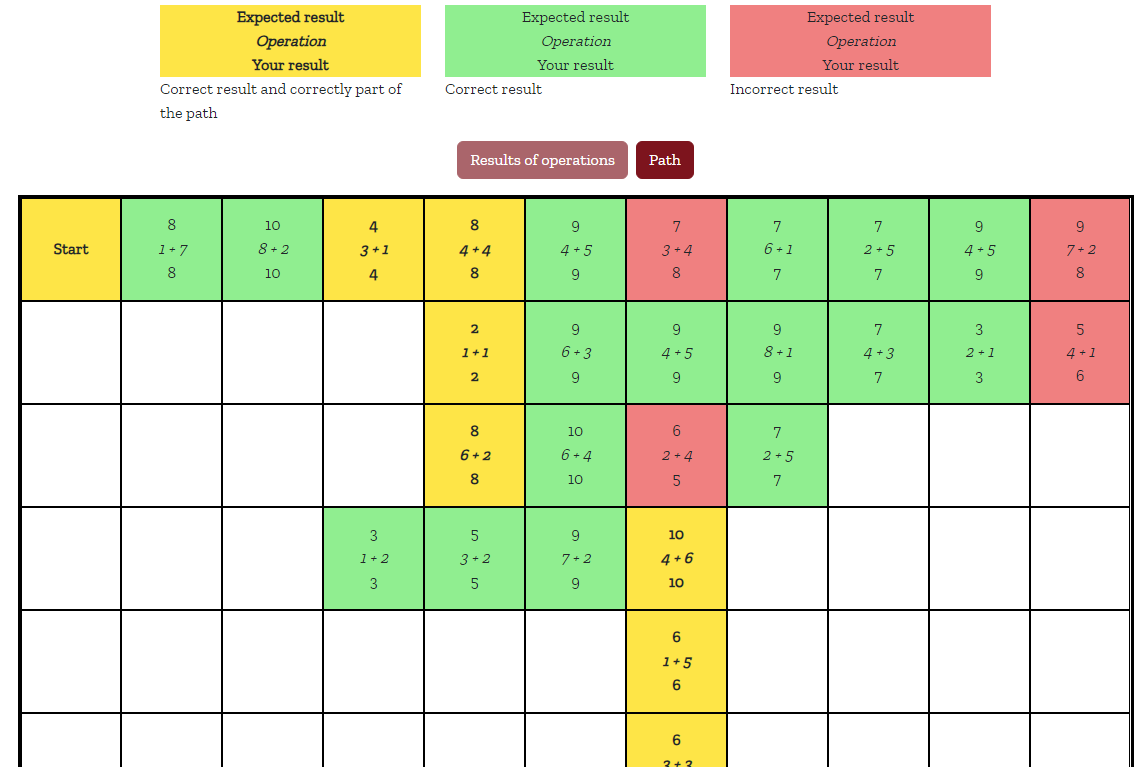 Expected result
Operation
Your result
Correct result and correctly part of
the path
Expected result
Operation
Your result
Correct result
Expected result
Operation
Your result
Incorrect result
Results of operations
Path
Start
8
1 + 7
8
10
8 + 2
10
4
3 + 1
4
8
4 + 4
8
9
4 + 5
9
7
3 + 4
8
7
6 + 1
7
7
2 + 5
7
9
4 + 5
9
9
7 + 2
8
2
1 + 1
2
9
6 + 3
9
9
4 + 5
9
9
8 + 1
9
7
4 + 3
7
3
2 + 1
3
5
4 + 1
6
8
6 + 2
8
10
6 + 4
10
6
2 + 4
5
7
2 + 5
7
3
1 + 2
3
5
3 + 2
5
9
7 + 2
9
10
4 + 6
10
6
1 + 5
6
6
3 + 3